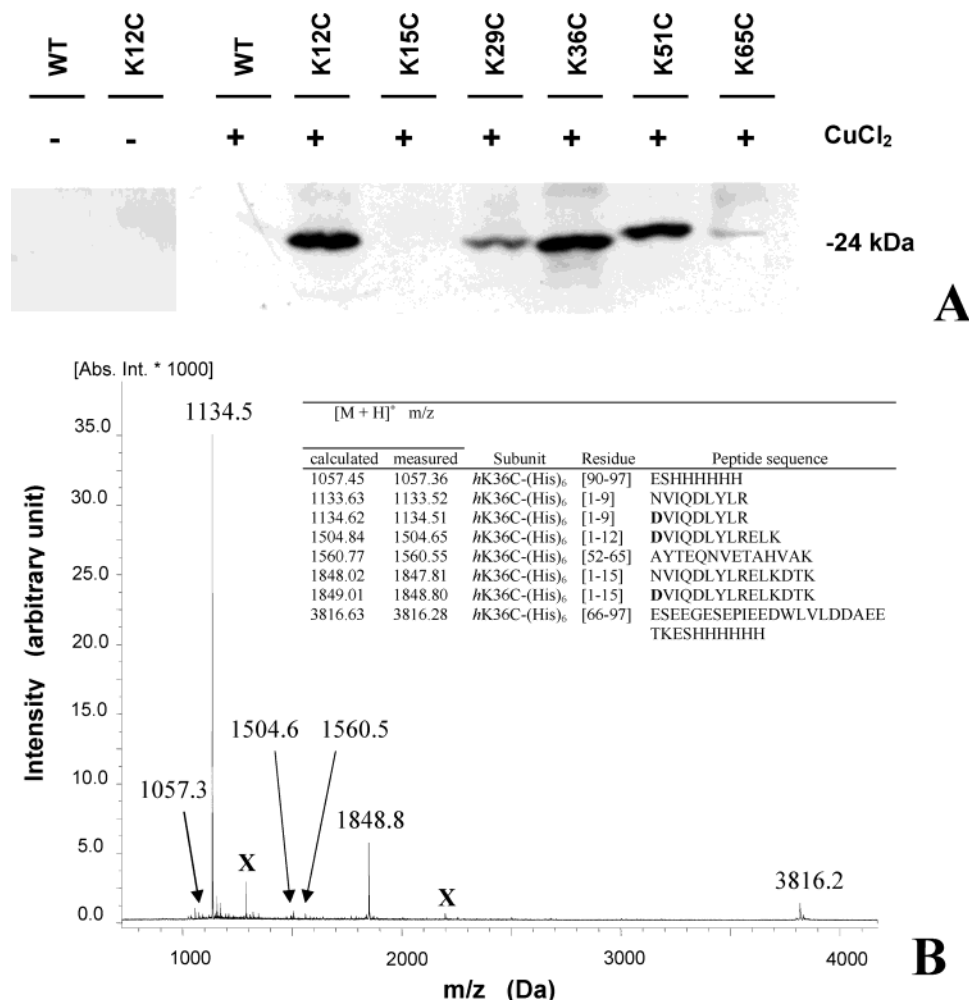 WT K12C WT K12C K15C K29C K36C K51C K65C
- - + + + + + + + CuCl₂
-24 kDa
A
[Abs. Int. * 1000]
1134.5
[M + H]⁺ m/z
calculated measured Subunit Residue Peptide sequence
1057.45 1057.36 hK36C-(His)₆ [90-97] ESHHHHHH
1133.63 1133.52 hK36C-(His)₆ [1-9] NVIQDLYLR
1134.62 1134.51 hK36C-(His)₆ [1-9] DVIQDLYLR
1504.84 1504.65 hK36C-(His)₆ [1-12] DVIQDLYLRELK
1560.77 1560.55 hK36C-(His)₆ [52-65] AYTEQNVETAHVAK
1848.02 1847.81 hK36C-(His)₆ [1-15] NVIQDLYLRELKDTK
1849.01 1848.80 hK36C-(His)₆ [1-15] DVIQDLYLRELKDTK
3816.63 3816.28 hK36C-(His)₆ [66-97] ESEEGESEPIEEDWLVLDDAEE
TKESHHHHHH
35.0
30.0
25.0
20.0
15.0
10.0
5.0
0.0
Intensity (arbitrary unit)
1504.6 1560.5
1057.3
1848.8
X X
3816.2
1000 2000 3000 4000
m/z (Da)
B